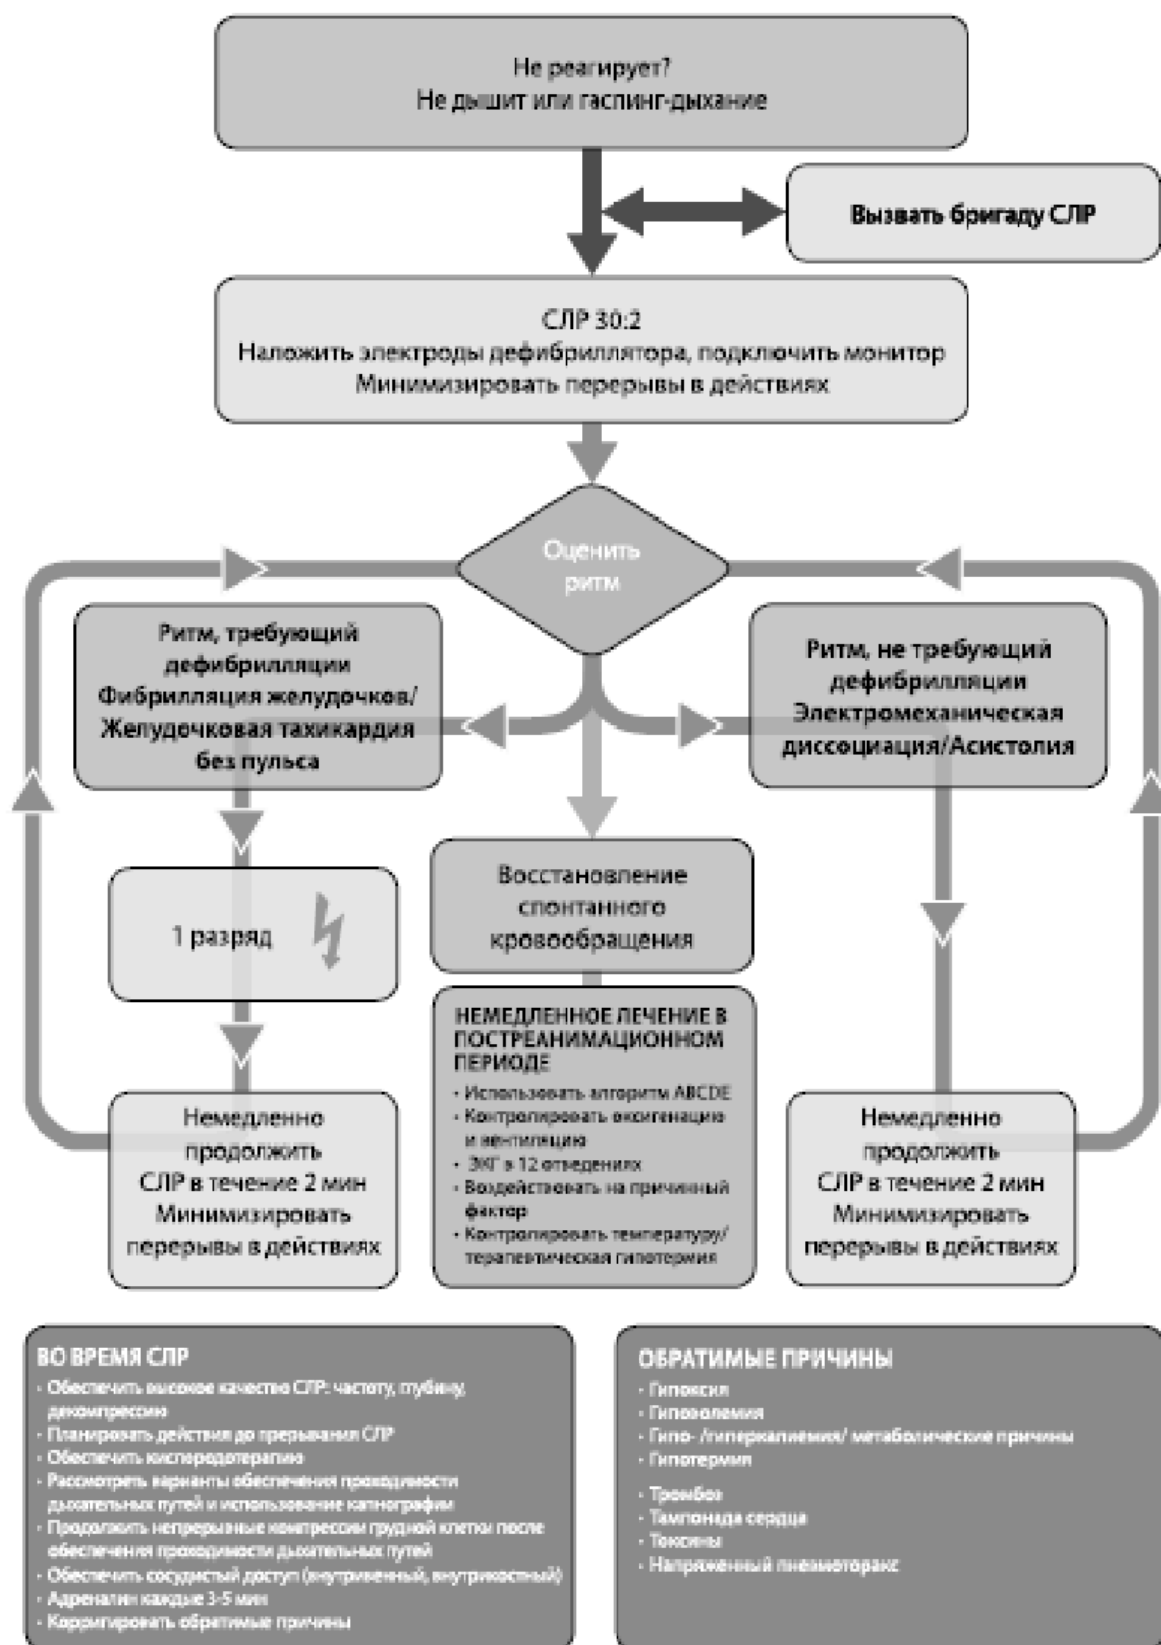 Не реагирует?
Не дышит или гаспинг-дыхание
Вызвать бригаду СЛР
СЛР 30:2
Наложить электроды дефибриллятора, подключить монитор
Минимизировать перерывы в действиях
Оценить
ритм
Ритм, требующий
дефибрилляции
Фибрилляция желудочков/
Желудочковая тахикардия
без пульса
Ритм, не требующий
дефибрилляции
Электромеханическая
диссоциация/Асистолия
1 разряд
Восстановление
спонтанного
кровообращения
Немедленно
продолжить
СЛР в течение 2 мин
Минимизировать
перерывы в действиях
НЕМЕДЛЕННОЕ ЛЕЧЕНИЕ В
ПОСТРЕАНИМАЦИОННОМ
ПЕРИОДЕ
• Использовать алгоритм ABCDE
• Контролировать оксигенацию
и вентиляцию
• ЭКГ в 12 отведениях
• Воздействовать на причинный
фактор
• Контролировать температуру/
терапевтическая гипотермия
Немедленно
продолжить
СЛР в течение 2 мин
Минимизировать
перерывы в действиях
ВО ВРЕМЯ СЛР
• Обеспечить высокое качество СЛР: частоту, глубину,
декомпрессию
• Планировать действия до прерывания СЛР
• Обеспечить кислородотерапию
• Рассмотреть варианты обеспечения проходимости
дыхательных путей и использование капнографии
• Продолжить непрерывные компрессии грудной клетки после
обеспечения проходимости дыхательных путей
• Обеспечить сосудистый доступ (внутривенный, внутрикостный)
• Адреналин каждые 3-5 мин
• Корригировать обратимые причины
ОБРАТИМЫЕ ПРИЧИНЫ
• Гипоксия
• Гиповолемия
• Гипо- /гиперкалиемия/ метаболические причины
• Гипотермия
• Тромбоз
• Тампонада сердца
• Токсины
• Напряженный пневмоторакс